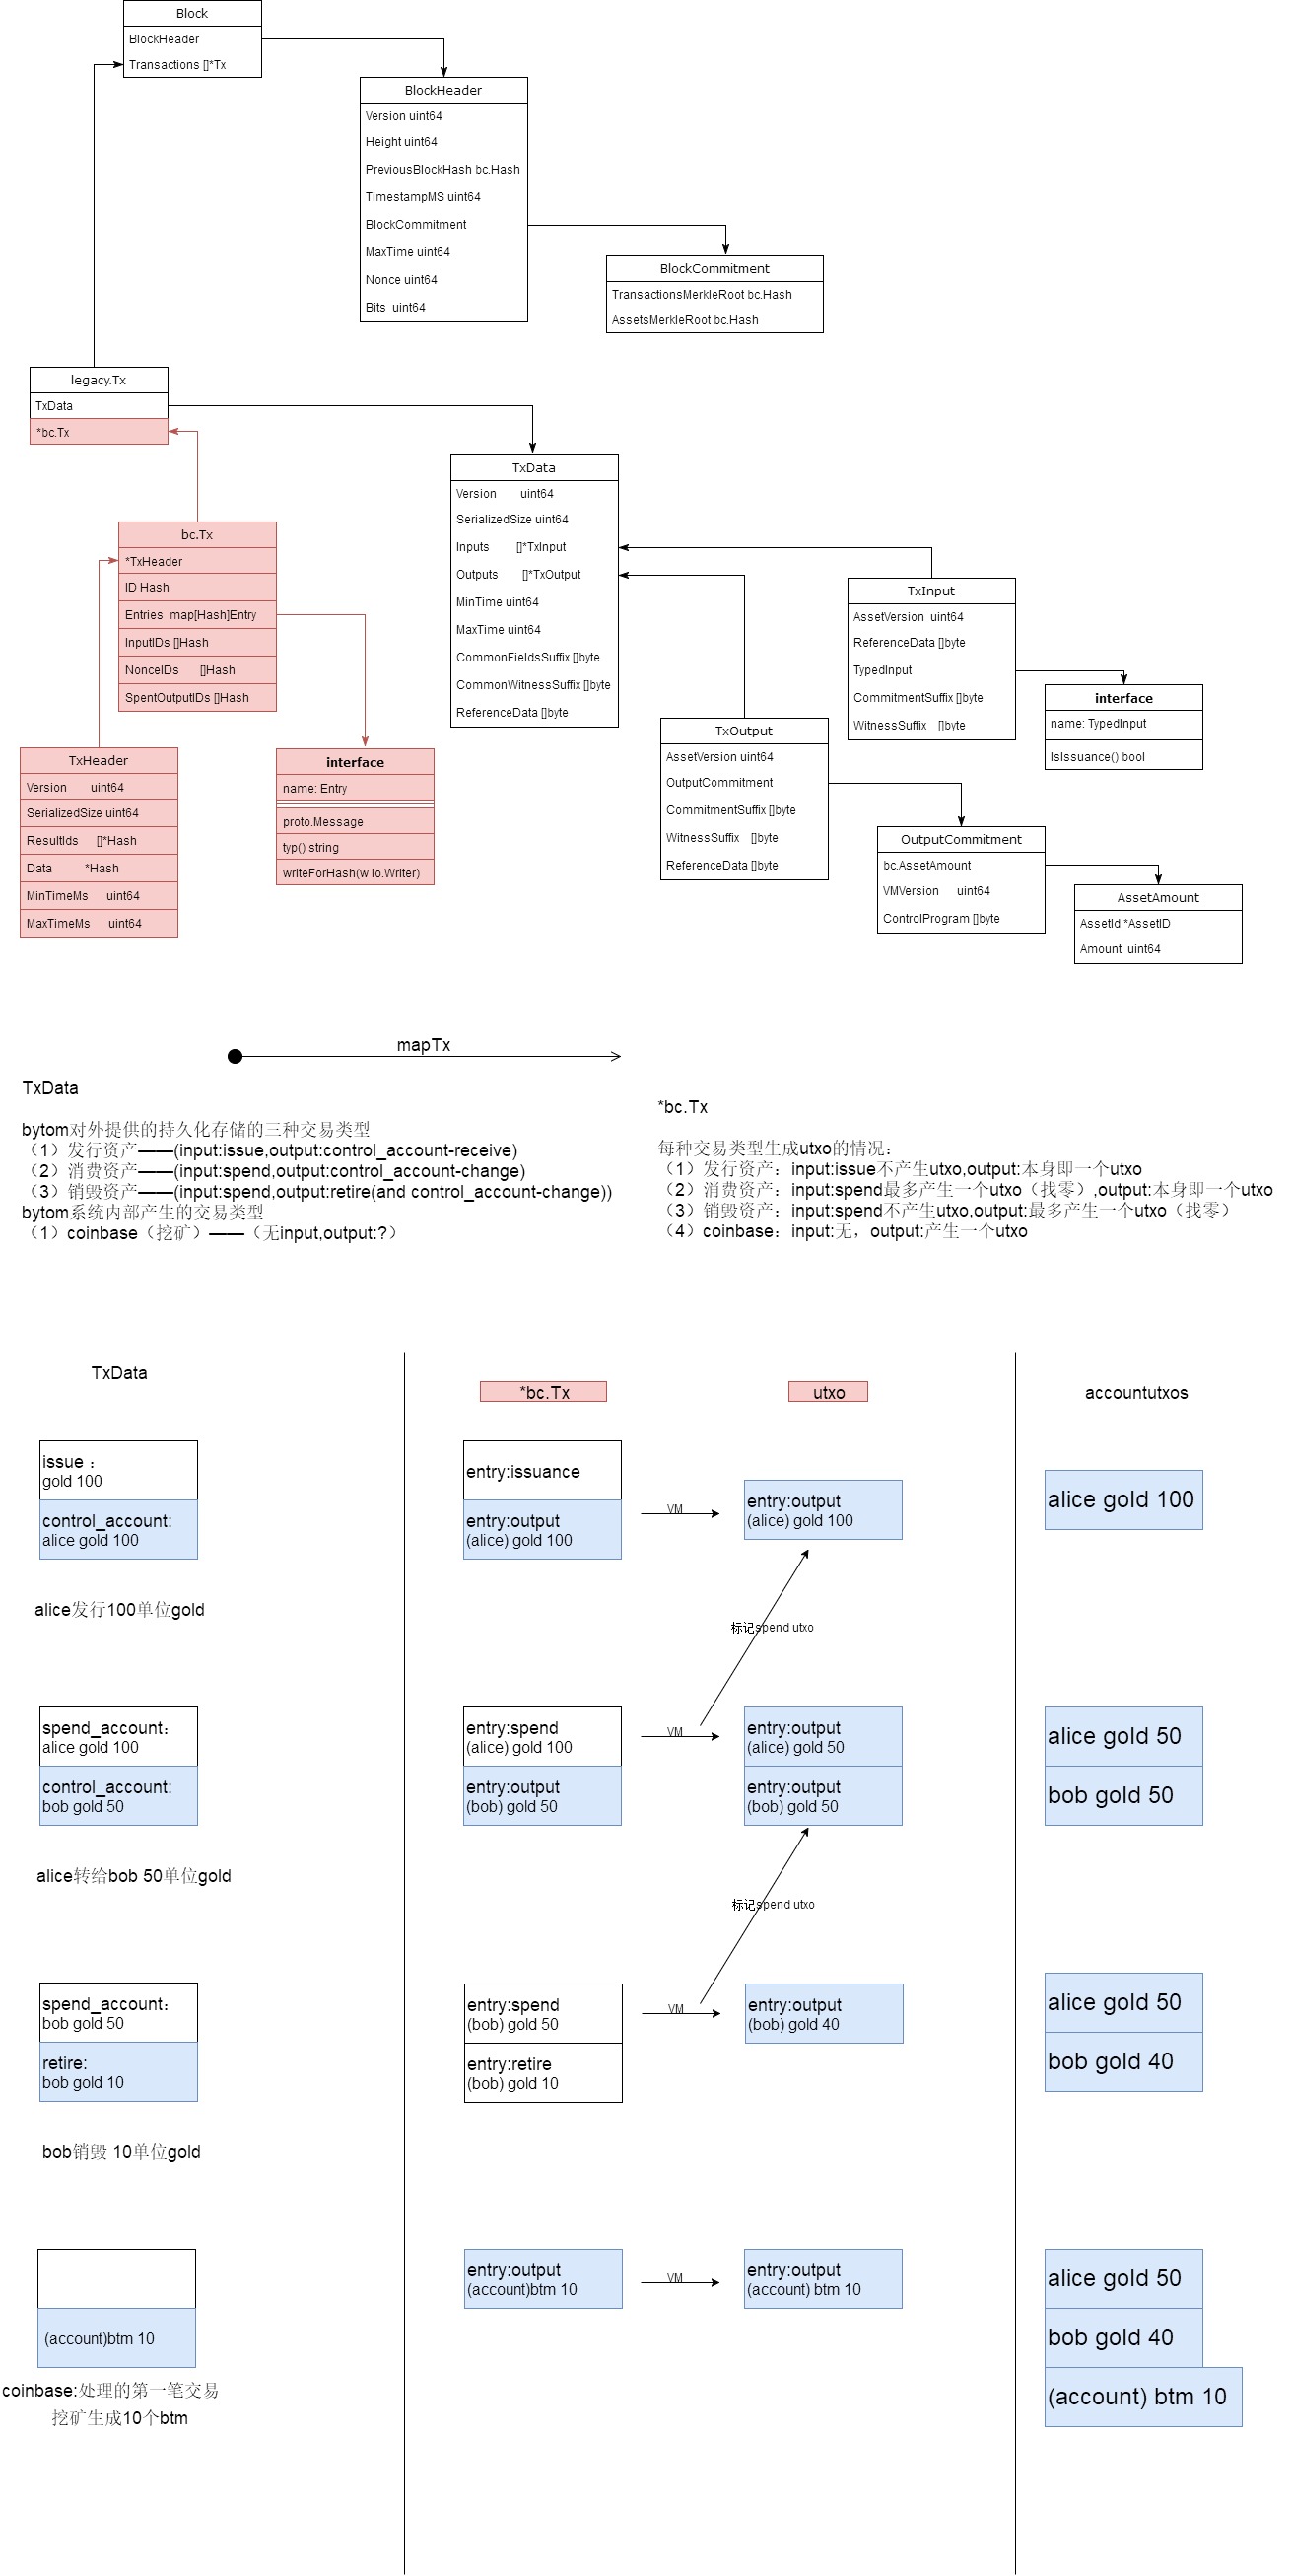 Block
BlockHeader
Transactions []*Tx
BlockHeader
Version uint64
Height uint64
PreviousBlockHash bc.Hash
TimestampMS uint64
BlockCommitment
MaxTime uint64
Nonce uint64
Bits  uint64
BlockCommitment
TransactionsMerkleRoot bc.Hash
AssetsMerkleRoot bc.Hash
legacy.Tx
TxData
*bc.Tx
TxData
Version uint64
SerializedSize uint64
Inputs []*TxInput
Outputs []*TxOutput
MinTime uint64
MaxTime uint64
CommonFieldsSuffix []byte
CommonWitnessSuffix []byte
ReferenceData []byte
bc.Tx
*TxHeader
ID Hash
Entries  map[Hash]Entry
InputIDs []Hash
NonceIDs []Hash
SpentOutputIDs []Hash
TxInput
AssetVersion  uint64
ReferenceData []byte
TypedInput
CommitmentSuffix []byte
WitnessSuffix []byte
interface
name: TypedInput
IsIssuance() bool
TxOutput
AssetVersion uint64
OutputCommitment
CommitmentSuffix []byte
WitnessSuffix []byte
ReferenceData []byte
TxHeader
Version uint64
SerializedSize uint64
ResultIds []*Hash
Data *Hash
MinTimeMs uint64
MaxTimeMs uint64
interface
name: Entry
proto.Message
typ() string
writeForHash(w io.Writer)
OutputCommitment
bc.AssetAmount
VMVersion uint64
ControlProgram []byte
AssetAmount
AssetId *AssetID
Amount  uint64
mapTx
TxData
bytom对外提供的持久化存储的三种交易类型
（1）发行资产——(input:issue,output:control_account-receive)
（2）消费资产——(input:spend,output:control_account-change)
（3）销毁资产——(input:spend,output:retire(and control_account-change))
bytom系统内部产生的交易类型
（1）coinbase（挖矿）——（无input,output:?）
*bc.Tx
每种交易类型生成utxo的情况：
（1）发行资产：input:issue不产生utxo,output:本身即一个utxo
（2）消费资产：input:spend最多产生一个utxo（找零）,output:本身即一个utxo
（3）销毁资产：input:spend不产生utxo,output:最多产生一个utxo（找零）
（4）coinbase：input:无，output:产生一个utxo
TxData
*bc.Tx
utxo
accountutxos
issue：
gold 100
control_account:
alice gold 100
entry:issuance
entry:output
(alice) gold 100
VM
entry:output
(alice) gold 100
alice gold 100
alice发行100单位gold
标记spend utxo
spend_account：
alice gold 100
control_account:
bob gold 50
entry:spend
(alice) gold 100
entry:output
(bob) gold 50
VM
entry:output
(alice) gold 50
entry:output
(bob) gold 50
alice gold 50
bob gold 50
alice转给bob 50单位gold
标记spend utxo
spend_account：
bob gold 50
retire:
bob gold 10
entry:spend
(bob) gold 50
entry:retire
(bob) gold 10
VM
entry:output
(bob) gold 40
alice gold 50
bob gold 40
bob销毁 10单位gold
(account)btm 10
entry:output
(account)btm 10
VM
entry:output
(account) btm 10
alice gold 50
bob gold 40
(account) btm 10
coinbase:处理的第一笔交易
挖矿生成10个btm